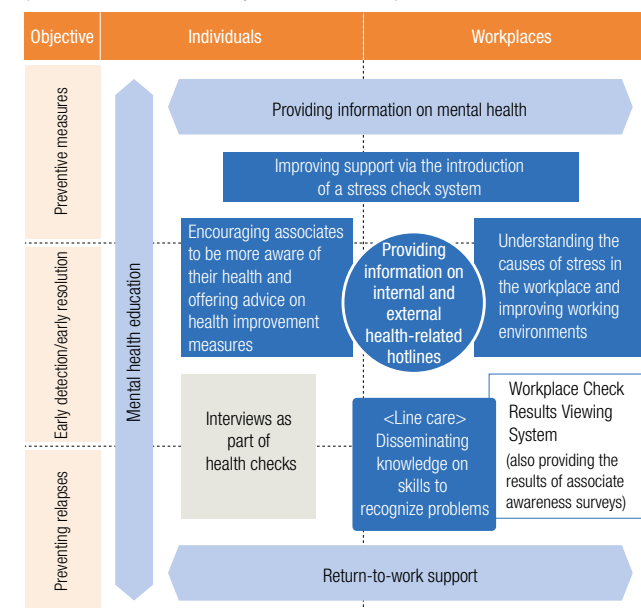 Objective
Individuals
Workplaces
Preventive measures
Early detection/early resolution
Preventing relapses
Mental health education
Providing information on mental health
Improving support via the introduction
of a stress check system
Encouraging associates
to be more aware of
their health and
offering advice on
health improvement
measures
Providing
information on
internal and
external
health-related
hotlines
Understanding the
causes of stress in
the workplace and
improving working
environments
Interviews as
part of
health checks
<Line care>
Disseminating
knowledge on
skills to
recognize problems
Workplace Check
Results Viewing
System
(also providing the
results of associate
awareness surveys)
Return-to-work support